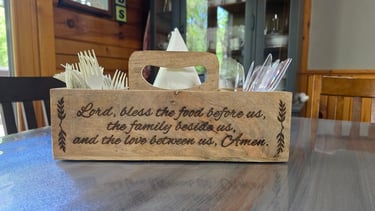 Lord, bless the food before us,
the family beside us,
and the love between us, Amen.